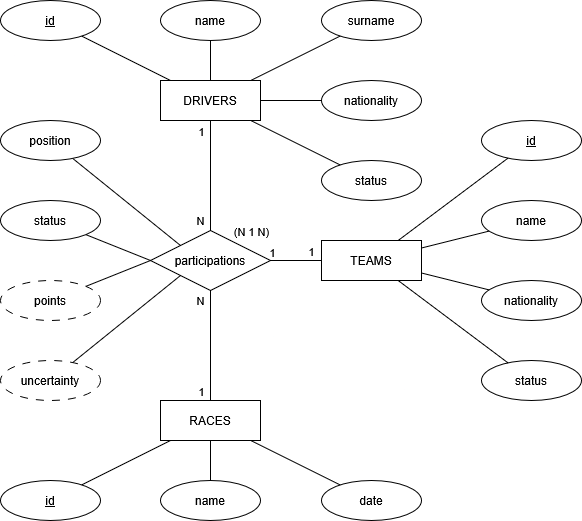 id
name
surname
DRIVERS
nationality
1
position
id
status
status
N
(N 1 N)
name
participations
1
1
TEAMS
points
N
nationality
uncertainty
status
1
RACES
id
name
date